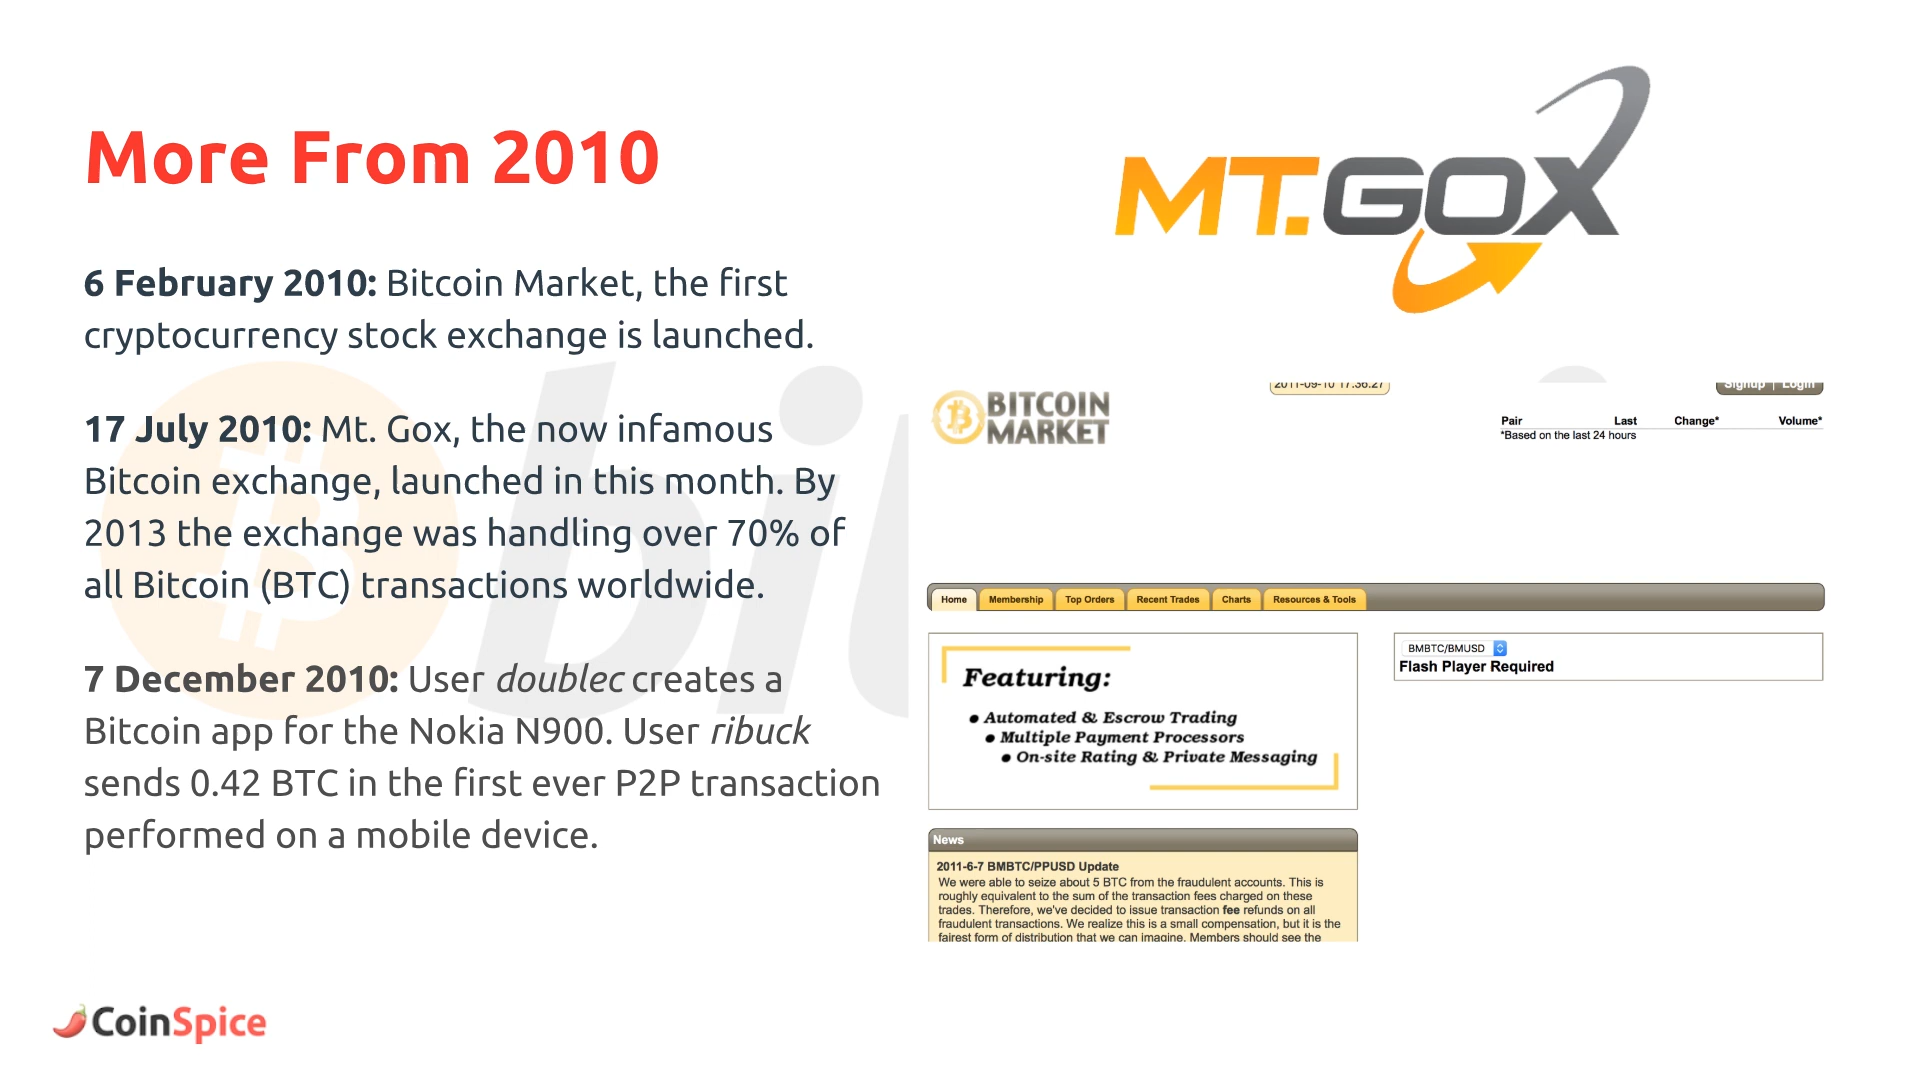 More From 2010
6 February 2010: Bitcoin Market, the first
cryptocurrency stock exchange is launched.
17 July 2010: Mt. Gox, the now infamous
Bitcoin exchange, launched in this month. By
2013 the exchange was handling over 70% of
all Bitcoin (BTC) transactions worldwide.
7 December 2010: User doublec creates a
Bitcoin app for the Nokia N900. User ribuck
sends 0.42 BTC in the first ever P2P transaction
performed on a mobile device.
CoinSpice
MT.GOX
BITCOIN
MARKET
2011-09-10 17:36:27
Signup | Login
Pair Last Change* Volume*
*Based on the last 24 hours
Home Membership Top Orders Recent Trades Charts Resources & Tools
Featuring:
● Automated & Escrow Trading
● Multiple Payment Processors
● On-site Rating & Private Messaging
BMBTC/BMUSD
Flash Player Required
News
2011-6-7 BMBTC/PPUSD Update
We were able to seize about 5 BTC from the fraudulent accounts. This is
roughly equivalent to the sum of the transaction fees charged on these
trades. Therefore, we've decided to issue transaction fee refunds on all
fraudulent transactions. We realize this is a small compensation, but it is the
fairest form of distribution that we can imagine. Members should see the
bit